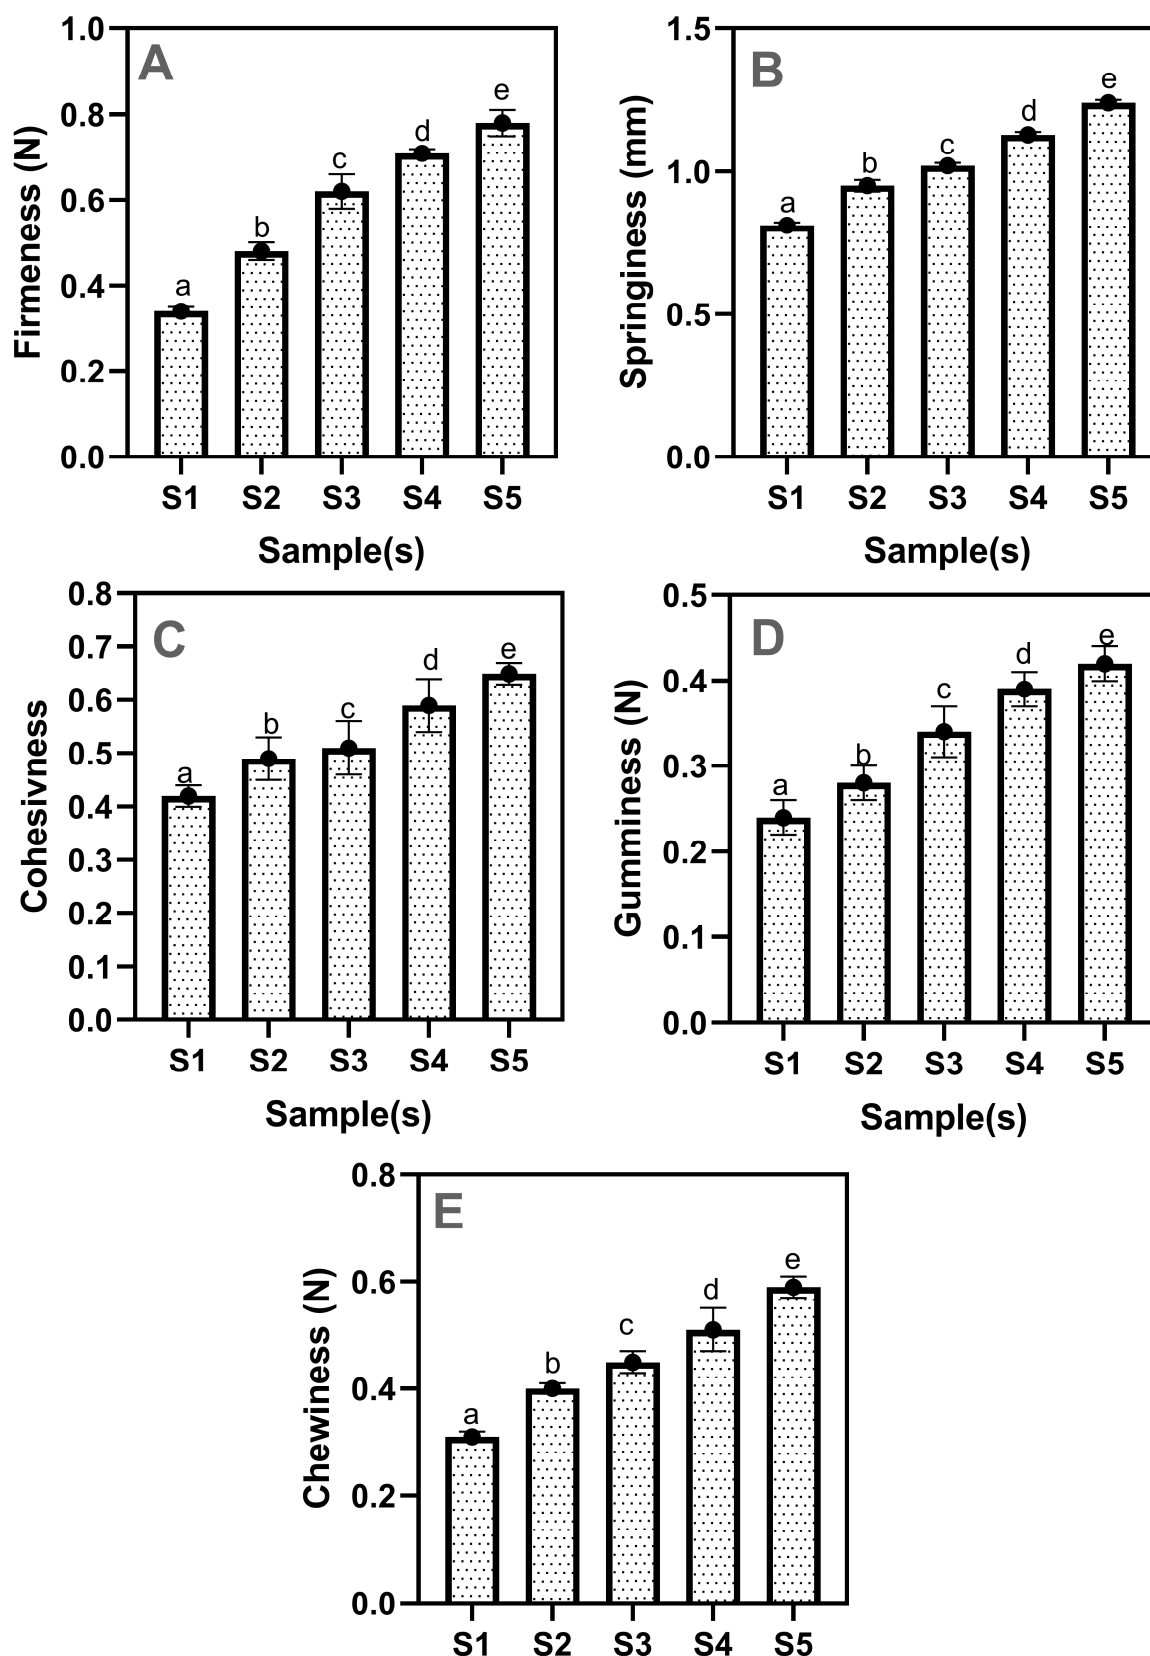 A
Firmeness (N)
1.0
0.8
0.6
0.4
0.2
0.0
a
b
c
d
e
S1 S2 S3 S4 S5
Sample(s)
B
Springiness (mm)
1.5
1.0
0.5
0.0
a
b
c
d
e
S1 S2 S3 S4 S5
Sample(s)
C
Cohesivness
0.8
0.7
0.6
0.5
0.4
0.3
0.2
0.1
0.0
a
b
c
d
e
S1 S2 S3 S4 S5
Sample(s)
D
Gumminess (N)
0.5
0.4
0.3
0.2
0.1
0.0
a
b
c
d
e
S1 S2 S3 S4 S5
Sample(s)
E
Chewiness (N)
0.8
0.6
0.4
0.2
0.0
a
b
c
d
e
S1 S2 S3 S4 S5